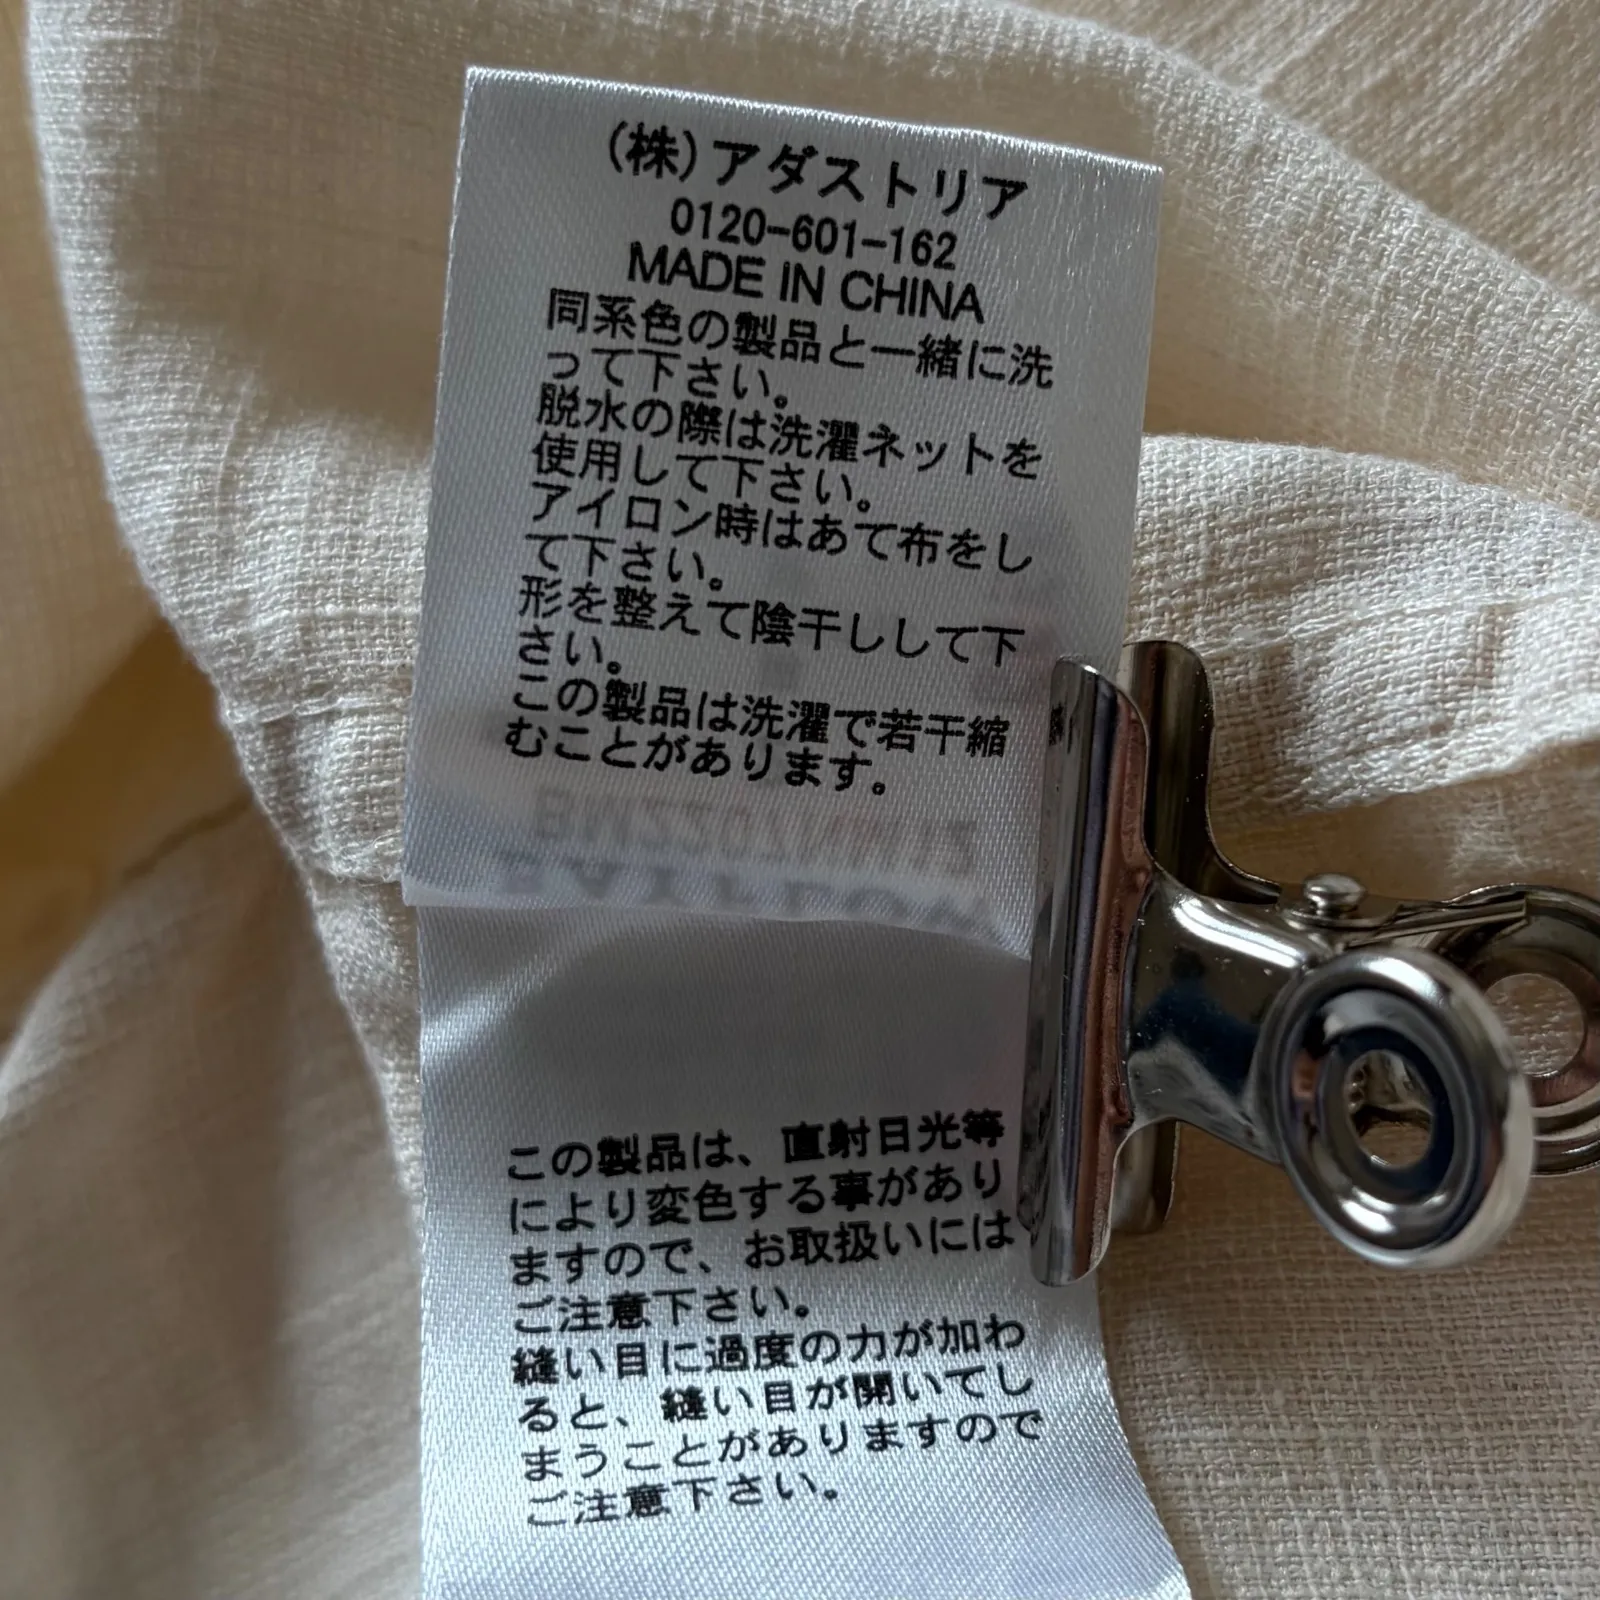 (株)アダストリア
0120-601-162
MADE IN CHINA
同系色の製品と一緒に洗
って下さい。
脱水の際は洗濯ネットを
使用して下さい。
アイロン時はあて布をし
て下さい。
形を整えて陰干しして下
さい。
この製品は洗濯で若干縮
むことがあります。
この製品は、直射日光等
により変色する事があり
ますので、お取扱いには
ご注意下さい。
縫い目に過度の力が加わ
ると、縫い目が開いてし
まうことがありますので
ご注意下さい。